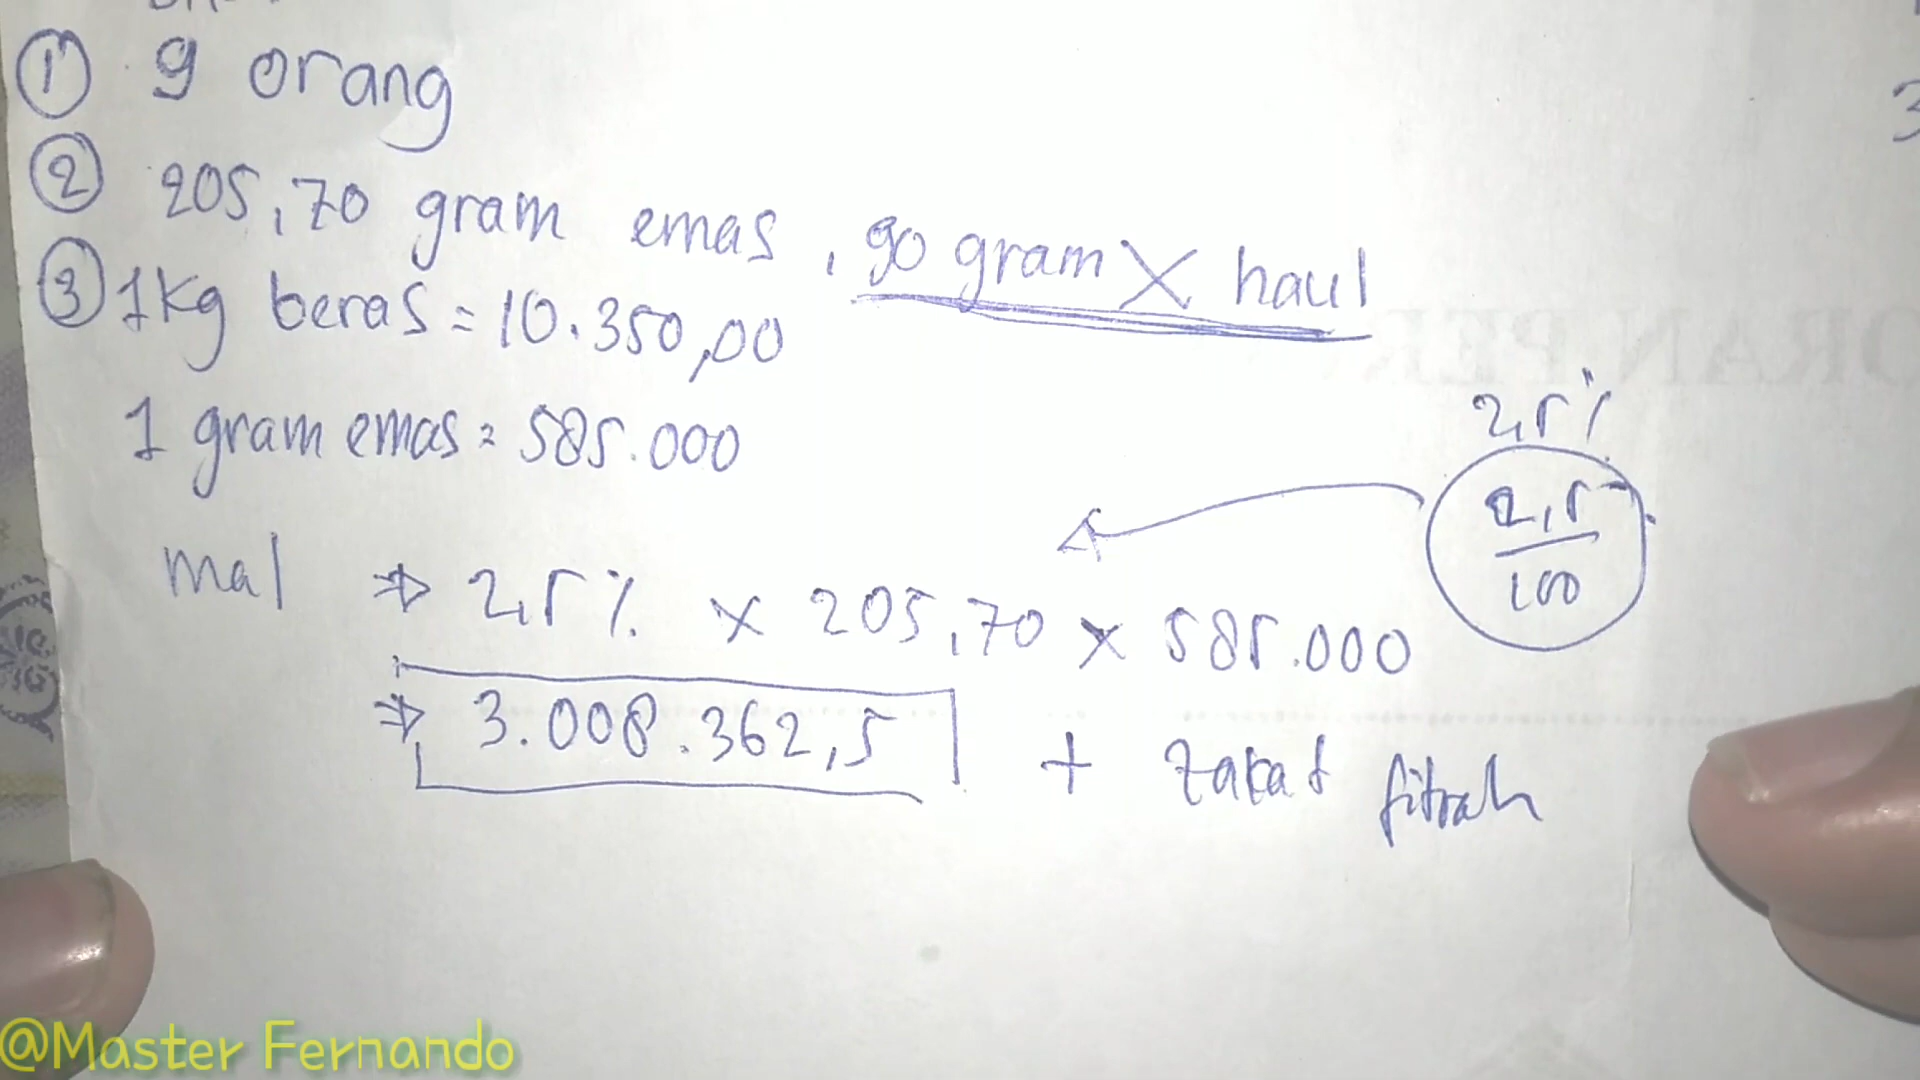 ① 9 orang
② 205,70 gram emas, 90 gram X haul
③ 1kg beras = 10.350,00
1 gram emas = 585.000
2,5%
2,5
100
mal ⇒ 2,5% x 205,70 x 585.000
⇒ 3.008.362,5 + zakat fitrah
ORAN PER
@Master Fernando